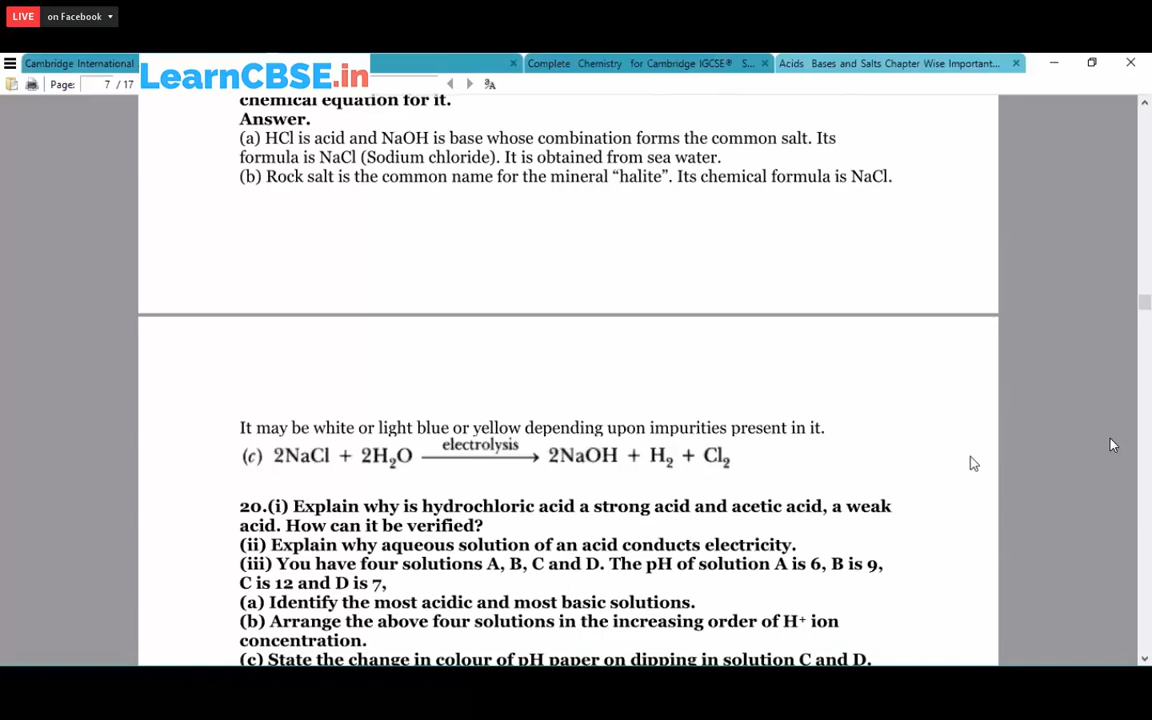 LIVE on Facebook
Cambridge International
Complete Chemistry for Cambridge IGCSE® S...
Acids Bases and Salts Chapter Wise Important...
Page: 7 / 17
LearnCBSE.in
chemical equation for it.
Answer.
(a) HCl is acid and NaOH is base whose combination forms the common salt. Its
formula is NaCl (Sodium chloride). It is obtained from sea water.
(b) Rock salt is the common name for the mineral “halite”. Its chemical formula is NaCl.
It may be white or light blue or yellow depending upon impurities present in it.
(c) 2NaCl + 2H₂O electrolysis → 2NaOH + H₂ + Cl₂
20.(i) Explain why is hydrochloric acid a strong acid and acetic acid, a weak
acid. How can it be verified?
(ii) Explain why aqueous solution of an acid conducts electricity.
(iii) You have four solutions A, B, C and D. The pH of solution A is 6, B is 9,
C is 12 and D is 7,
(a) Identify the most acidic and most basic solutions.
(b) Arrange the above four solutions in the increasing order of H⁺ ion
concentration.
(c) State the change in colour of pH paper on dipping in solution C and D.